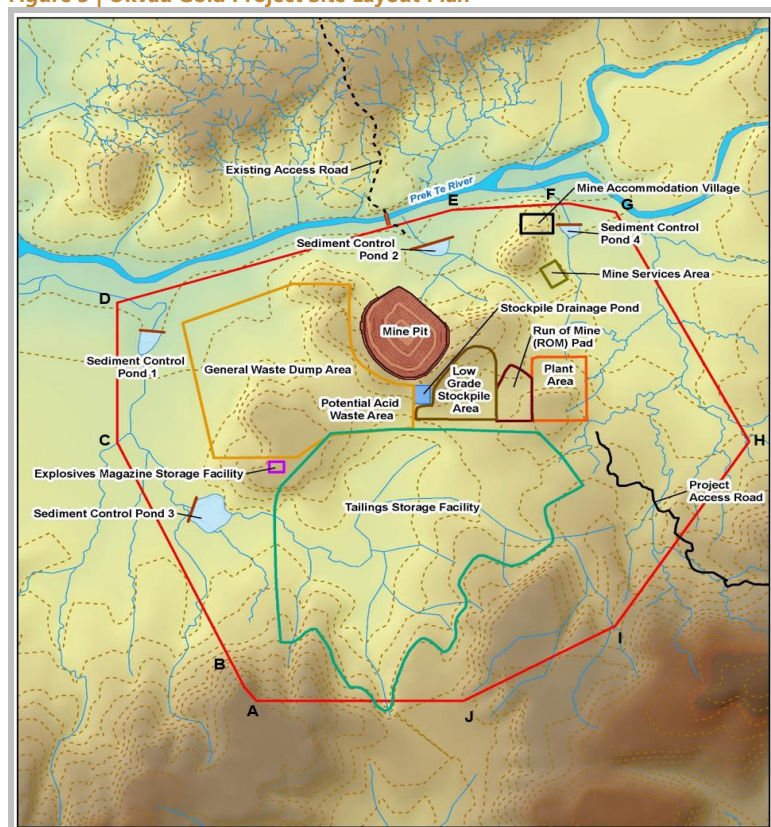 Figure 3 | Okvau Gold Project Site Layout Plan
Existing Access Road
Prek Te River
E
F
G
Mine Accommodation Village
Sediment Control
Pond 4
Sediment Control
Pond 2
Mine Services Area
D
Stockpile Drainage Pond
Mine Pit
Run of Mine
(ROM) Pad
Sediment Control
Pond 1
General Waste Dump Area
Low
Grade
Stockpile
Area
Plant
Area
Potential Acid
Waste Area
C
H
Explosives Magazine Storage Facility
Project
Access Road
Sediment Control Pond 3
Tailings Storage Facility
I
B
A
J